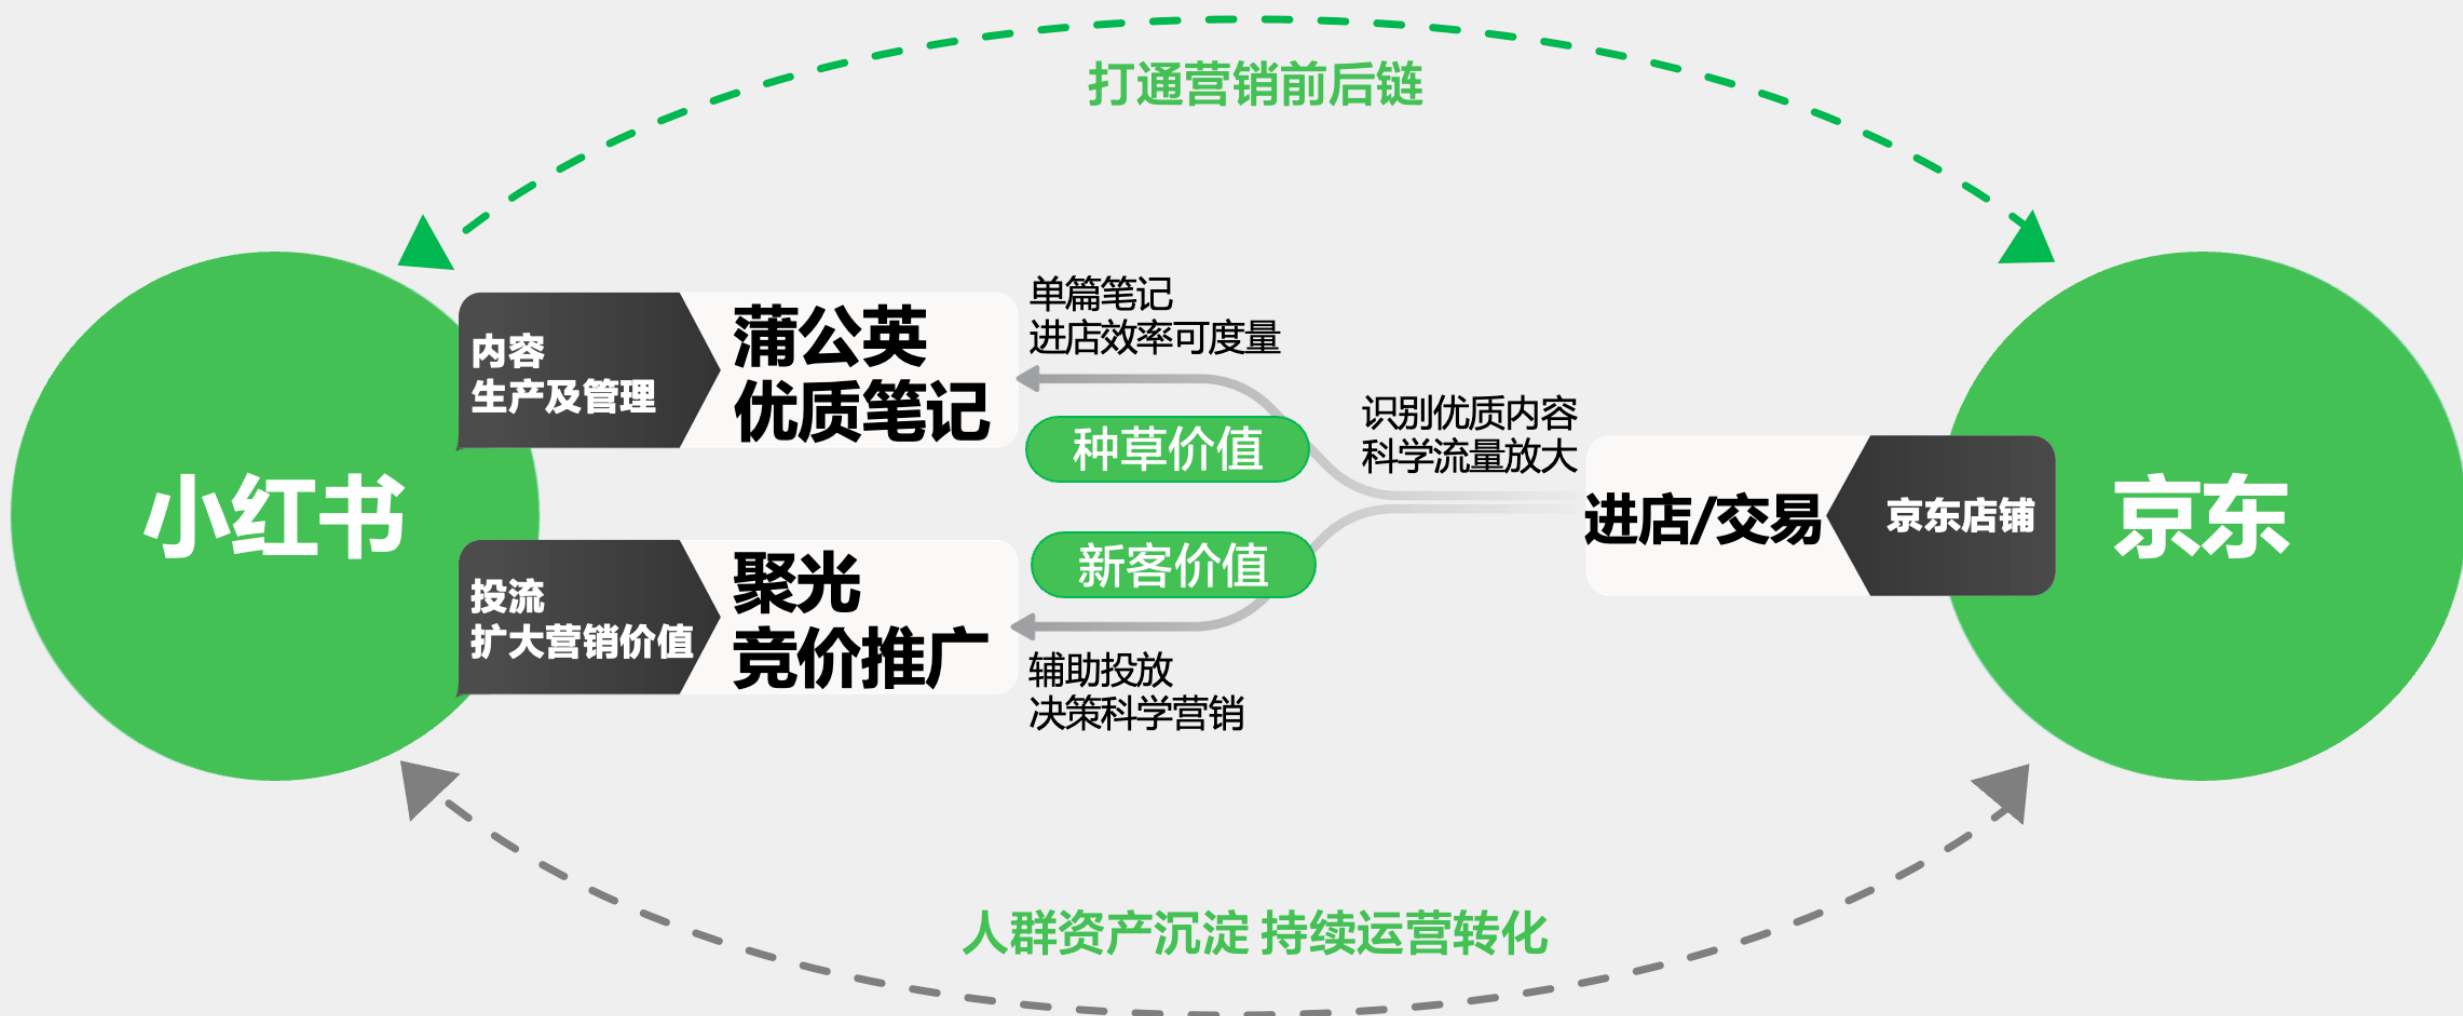 打通营销前后链
小红书
内容
生产及管理
蒲公英
优质笔记
单篇笔记
进店效率可度量
种草价值
识别优质内容
科学流量放大
投流
扩大营销价值
聚光
竞价推广
新客价值
辅助投放
决策科学营销
进店/交易
京东店铺
京东
人群资产沉淀 持续运营转化